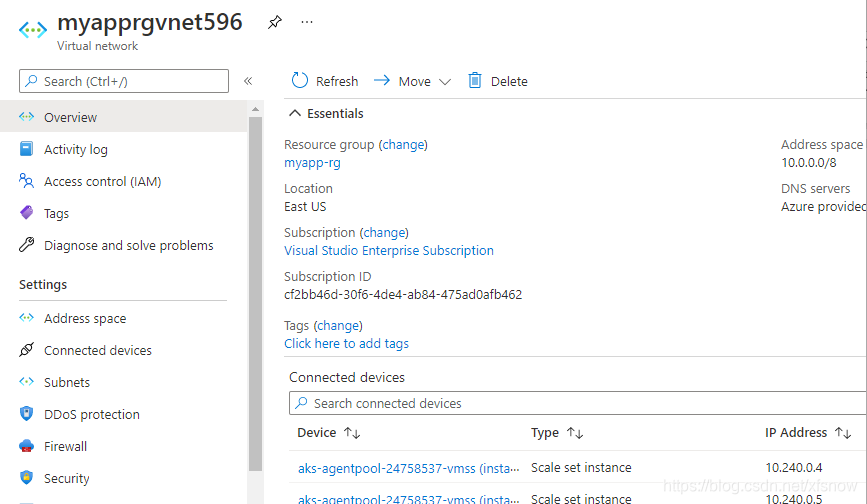 myapprgvnet596
Virtual network
Search (Ctrl+/)
Overview
Activity log
Access control (IAM)
Tags
Diagnose and solve problems
Settings
Address space
Connected devices
Subnets
DDoS protection
Firewall
Security
Refresh Move Delete
Essentials
Resource group (change)
myapp-rg
Location
East US
Subscription (change)
Visual Studio Enterprise Subscription
Subscription ID
cf2bb46d-30f6-4de4-ab84-475ad0afb462
Tags (change)
Click here to add tags
Address space
10.0.0.0/8
DNS servers
Azure provided
Connected devices
Search connected devices
Device Type IP Address
aks-agentpool-24758537-vmss (insta... Scale set instance 10.240.0.4
aks-agentpool-24758537-vmss (insta... Scale set instance 10.240.0.5
https://blog.csdn.net/xfsnow